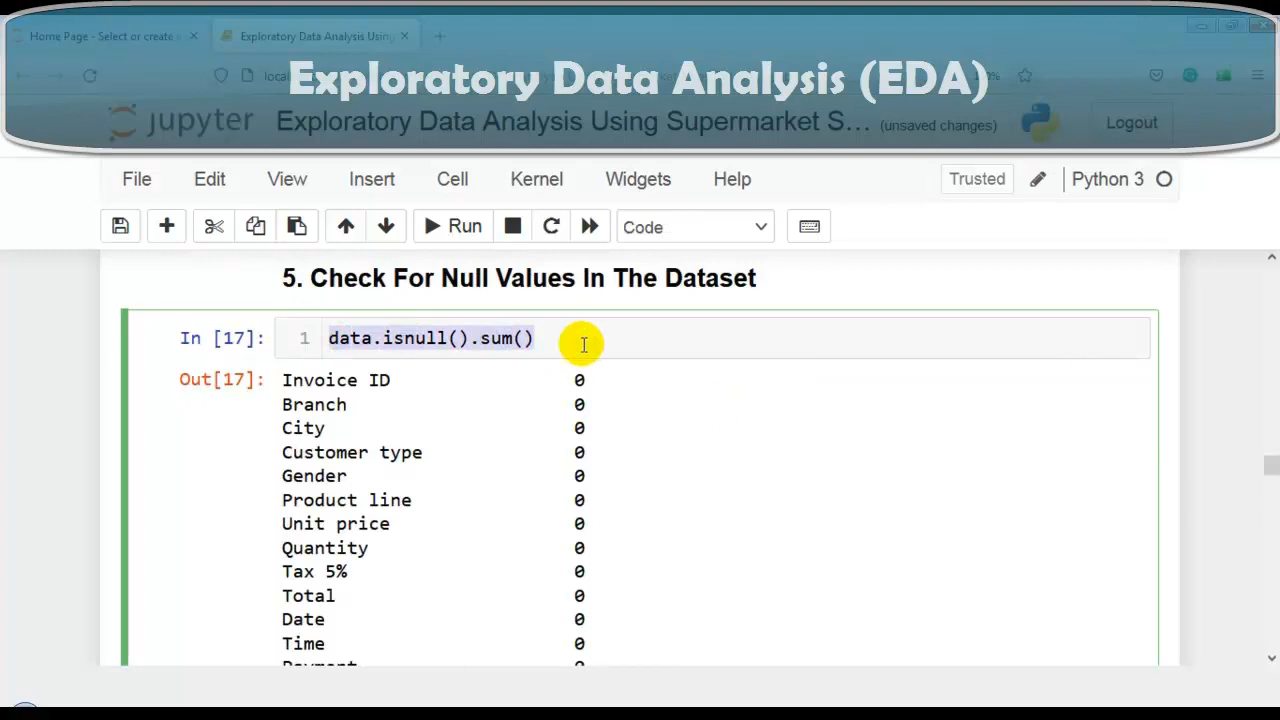 Home Page - Select or create
Exploratory Data Analysis Using
Exploratory Data Analysis (EDA)
jupyter Exploratory Data Analysis Using Supermarket S... (unsaved changes) Logout
File Edit View Insert Cell Kernel Widgets Help Trusted Python 3
Run Code
5. Check For Null Values In The Dataset
In [17]: 1 data.isnull().sum()
Out[17]: Invoice ID 0
Branch 0
City 0
Customer type 0
Gender 0
Product line 0
Unit price 0
Quantity 0
Tax 5% 0
Total 0
Date 0
Time 0
Payment 0